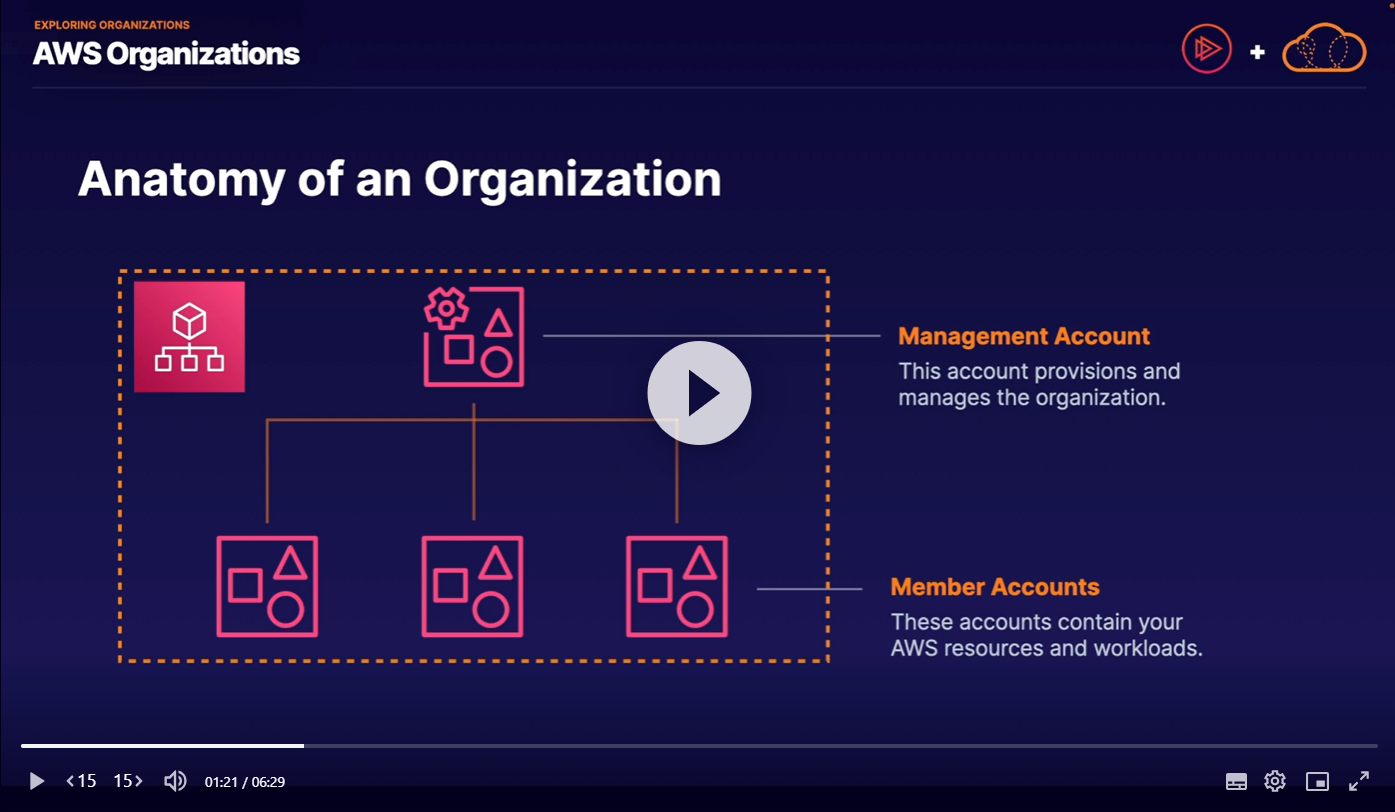 EXPLORING ORGANIZATIONS
AWS Organizations
Anatomy of an Organization
Management Account
This account provisions and
manages the organization.
Member Accounts
These accounts contain your
AWS resources and workloads.
15 15 01:21 / 06:29